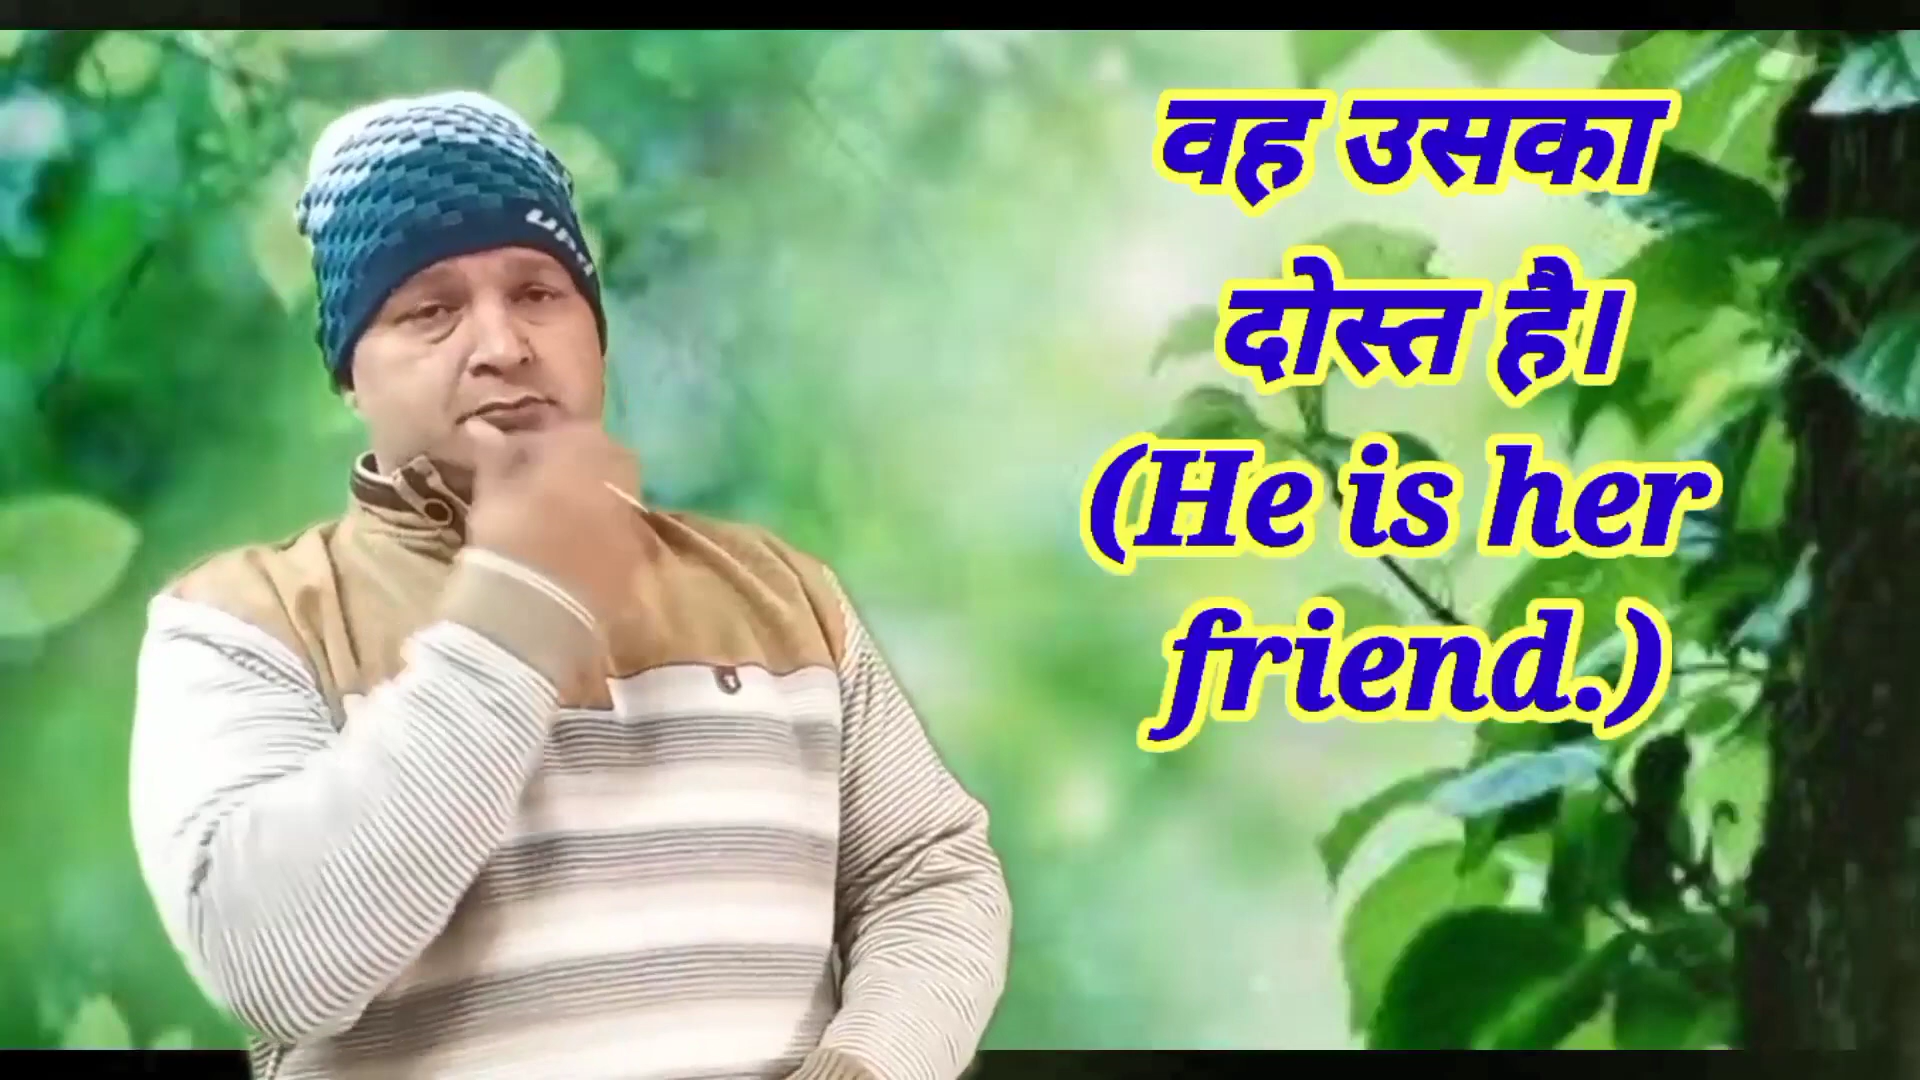 वह उसका
दोस्त है।
(He is her
friend.)